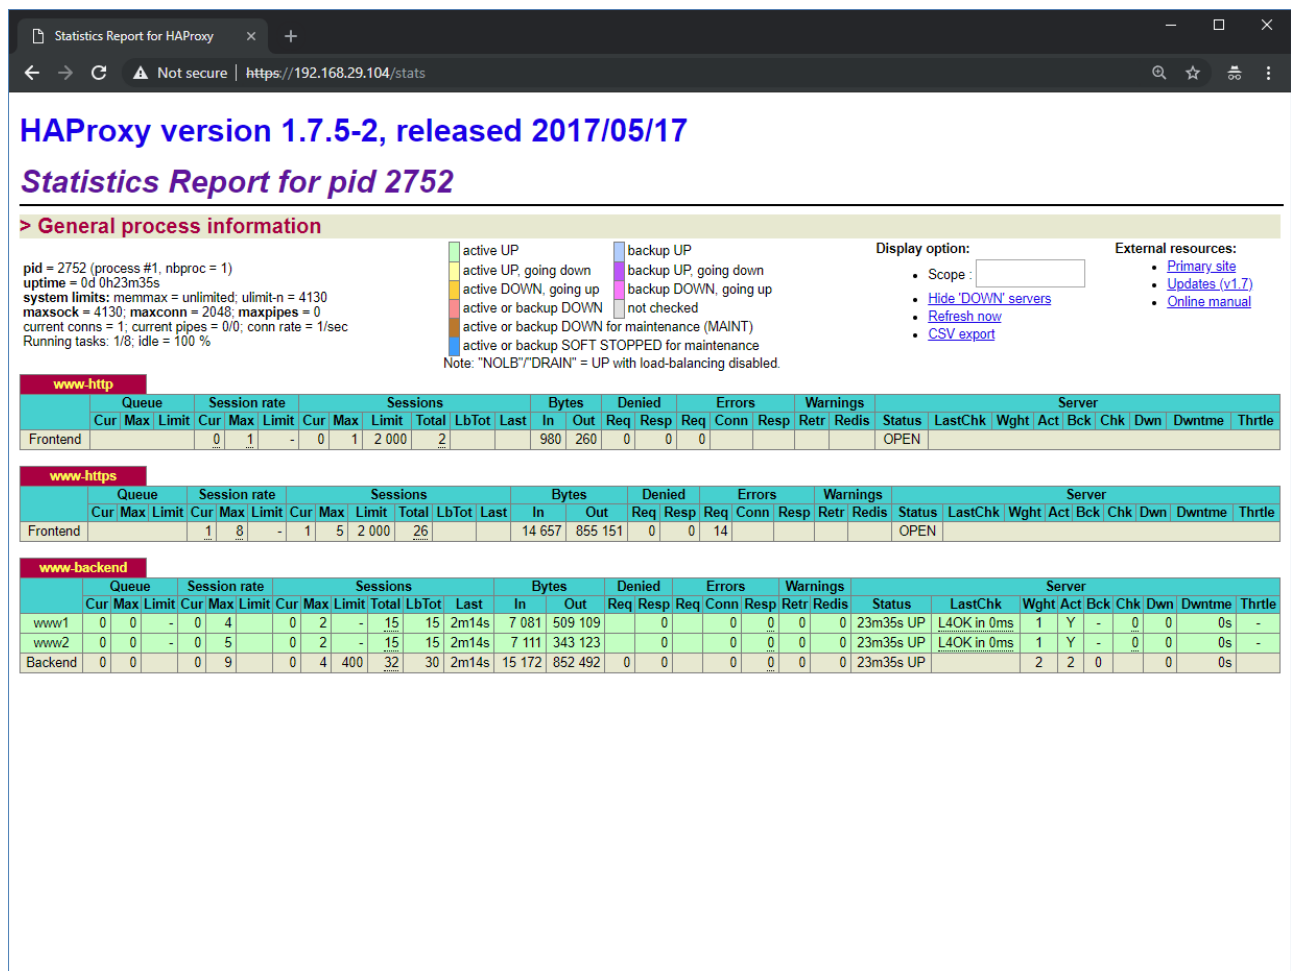 Statistics Report for HAProxy
Not secure | https://192.168.29.104/stats
HAProxy version 1.7.5-2, released 2017/05/17
Statistics Report for pid 2752
> General process information
pid = 2752 (process #1, nbproc = 1)
uptime = 0d 0h23m35s
system limits: memmax = unlimited; ulimit-n = 4130
maxsock = 4130; maxconn = 2048; maxpipes = 0
current conns = 1; current pipes = 0/0; conn rate = 1/sec
Running tasks: 1/8; idle = 100 %
active UP backup UP
active UP, going down backup UP, going down
active DOWN, going up backup DOWN, going up
active or backup DOWN not checked
active or backup DOWN for maintenance (MAINT)
active or backup SOFT STOPPED for maintenance
Note: "NOLB"/"DRAIN" = UP with load-balancing disabled.
Display option:
Scope :
Hide 'DOWN' servers
Refresh now
CSV export
External resources:
Primary site
Updates (v1.7)
Online manual
www-http
Queue Session rate Sessions Bytes Denied Errors Warnings Server
Cur Max Limit Cur Max Limit Cur Max Limit Total LbTot Last In Out Req Resp Req Conn Resp Retr Redis Status LastChk Wght Act Bck Chk Dwn Dwntme Thrtle
Frontend 0 1 - 0 1 2 000 2 980 260 0 0 0 OPEN
www-https
Queue Session rate Sessions Bytes Denied Errors Warnings Server
Cur Max Limit Cur Max Limit Cur Max Limit Total LbTot Last In Out Req Resp Req Conn Resp Retr Redis Status LastChk Wght Act Bck Chk Dwn Dwntme Thrtle
Frontend 1 8 - 1 5 2 000 26 14 657 855 151 0 0 14 OPEN
www-backend
Queue Session rate Sessions Bytes Denied Errors Warnings Server
Cur Max Limit Cur Max Limit Cur Max Limit Total LbTot Last In Out Req Resp Req Conn Resp Retr Redis Status LastChk Wght Act Bck Chk Dwn Dwntme Thrtle
www1 0 0 - 0 4 0 2 - 15 15 2m14s 7 081 509 109 0 0 0 0 0 23m35s UP L4OK in 0ms 1 Y - 0 0 0s -
www2 0 0 - 0 5 0 2 - 15 15 2m14s 7 111 343 123 0 0 0 0 0 23m35s UP L4OK in 0ms 1 Y - 0 0 0s -
Backend 0 0 0 9 0 4 400 32 30 2m14s 15 172 852 492 0 0 0 0 0 0 23m35s UP 2 2 0 0 0s